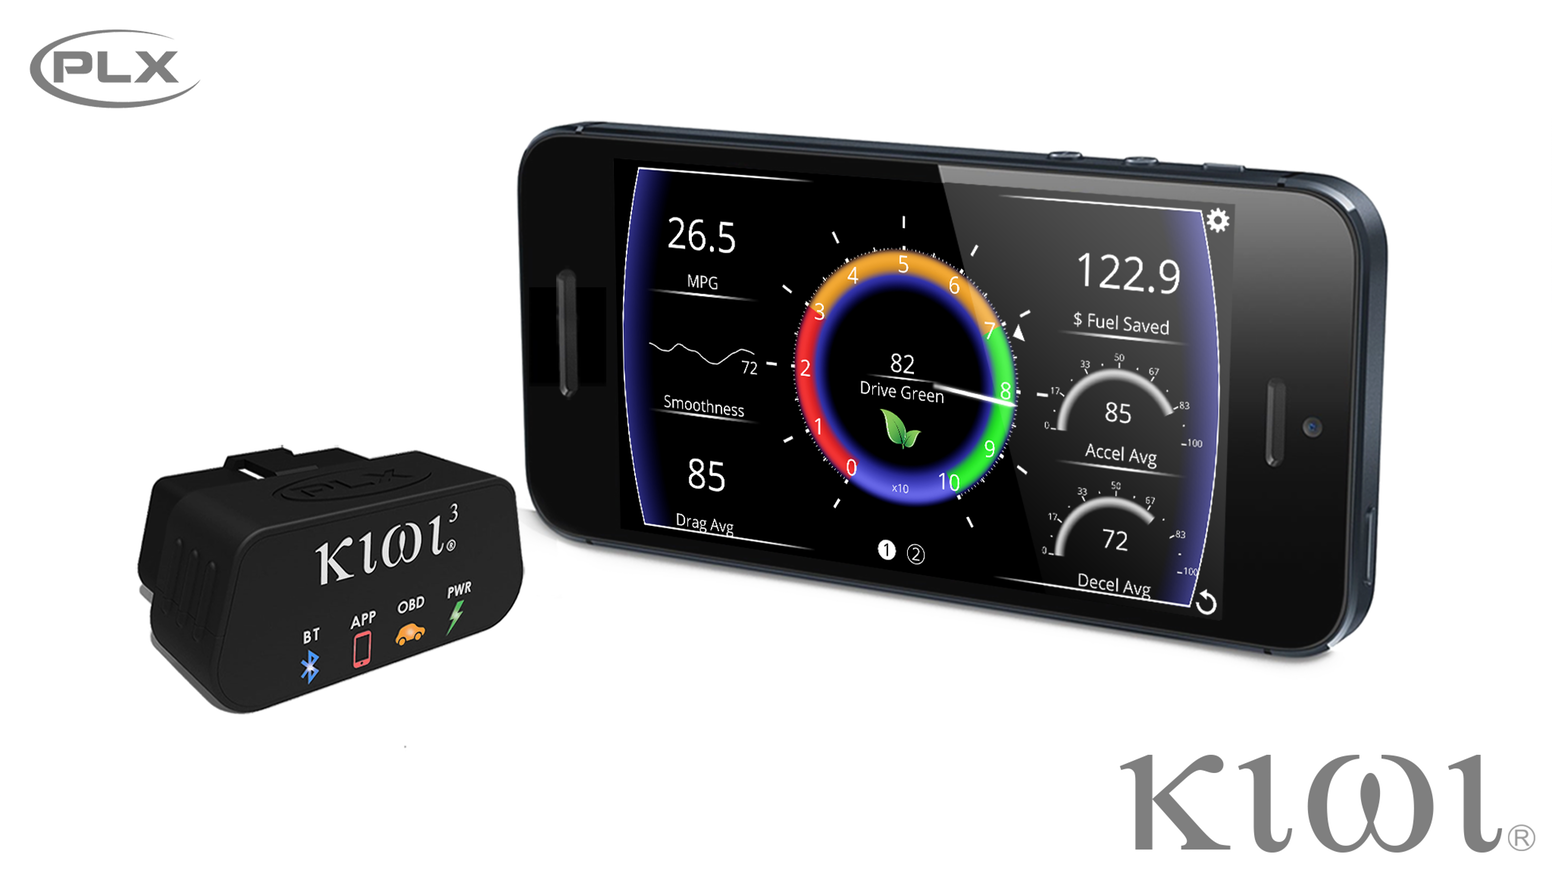 PLX
26.5
MPG
72
Smoothness
85
Drag Avg
0 1 2 3 4 5 6 7 8 9 10
x10
82
Drive Green
1 2
122.9
$ Fuel Saved
0 17 33 50 67 83 100
85
Accel Avg
0 17 33 50 67 83 100
72
Decel Avg
PLX
kiwi3®
BT APP OBD PWR
kiwi®